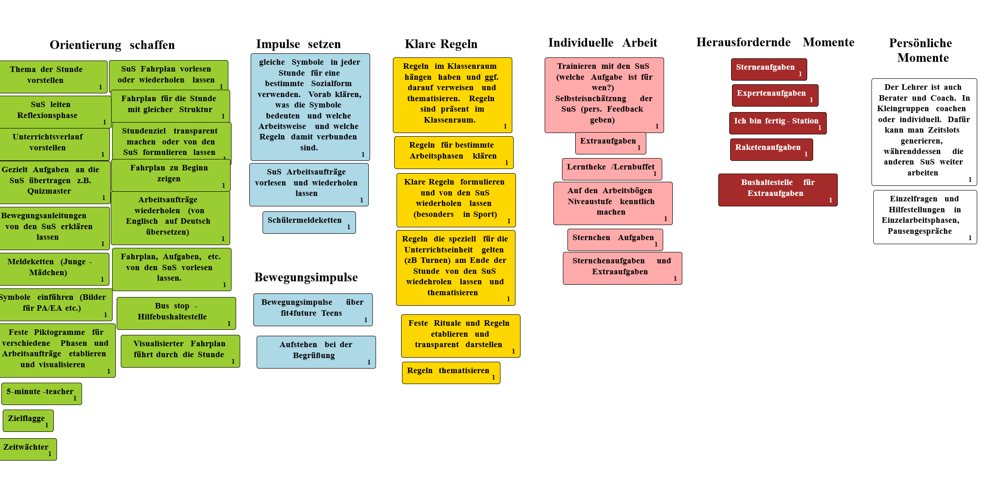 Orientierung schaffen
Thema der Stunde
vorstellen
1
SuS leiten
Reflexionsphase
1
Unterrichtsverlauf
vorstellen
1
Gezielt Aufgaben an die
SuS übertragen z.B.
Quizmaster
1
Bewegungsanleitungen
von den SuS erklären
lassen
1
Meldeketten (Junge -
Mädchen)
1
Symbole einführen (Bilder
für PA/EA etc.)
1
Feste Piktogramme für
verschiedene Phasen und
Arbeitsaufträge etablieren
und visualisieren
1
5-minute -teacher
1
Zielflagge
1
Zeitwächter
1
SuS Fahrplan vorlesen
oder wiederholen lassen
1
Fahrplan für die Stunde
mit gleicher Struktur
1
Stundenziel transparent
machen oder von den
SuS formulieren lassen
1
Fahrplan zu Beginn
zeigen
1
Arbeitsaufträge
wiederholen (von
Englisch auf Deutsch
übersetzen)
1
Fahrplan, Aufgaben, etc.
von den SuS vorlesen
lassen.
1
Bus stop -
Hilfebushaltestelle
1
Visualisierter Fahrplan
führt durch die Stunde
1
Impulse setzen
gleiche Symbole in jeder
Stunde für eine
bestimmte Sozialform
verwenden. Vorab klären,
was die Symbole
bedeuten und welche
Arbeitsweise und welche
Regeln damit verbunden
sind.
1
SuS Arbeitsaufträge
vorlesen und wiederholen
lassen
1
Schülermeldeketten
1
Bewegungsimpulse
Bewegungsimpulse über
fit4future Teens
1
Aufstehen bei der
Begrüßung
1
Klare Regeln
Regeln im Klassenraum
hängen haben und ggf.
darauf verweisen und
thematisieren. Regeln
sind präsent im
Klassenraum.
1
Regeln für bestimmte
Arbeitsphasen klären
1
Klare Regeln formulieren
und von den SuS
wiederholen lassen
(besonders in Sport)
1
Regeln die speziell für die
Unterrichtseinheit gelten
(zB Turnen) am Ende der
Stunde von den SuS
wiedehrolen lassen und
thematisieren
1
Feste Rituale und Regeln
etablieren und
transparent darstellen
1
Regeln thematisieren
1
Individuelle Arbeit
Trainieren mit den SuS
(welche Aufgabe ist für
wen?)
Selbsteisnchätzung der
SuS (pers. Feedback
geben)
1
Extraaufgaben
1
Lerntheke /Lernbuffet
1
Auf den Arbeitsbögen
Niveaustufe kenntlich
machen
1
Sternchen Aufgaben
1
Sternchenaufgaben und
Extraaufgaben
1
Herausfordernde Momente
Sterneaufgaben
1
Expertenaufgaben
1
Ich bin fertig - Station
1
Raketenaufgaben
1
Bushaltestelle für
Extraaufgaben
1
Persönliche
Momente
Der Lehrer ist auch
Berater und Coach. In
Kleingruppen coachen
oder individuell. Dafür
kann man Zeitslots
generieren,
währenddessen die
anderen SuS weiter
arbeiten
1
Einzelfragen und
Hilfestellungen in
Einzelarbeitsphasen,
Pausengespräche
1